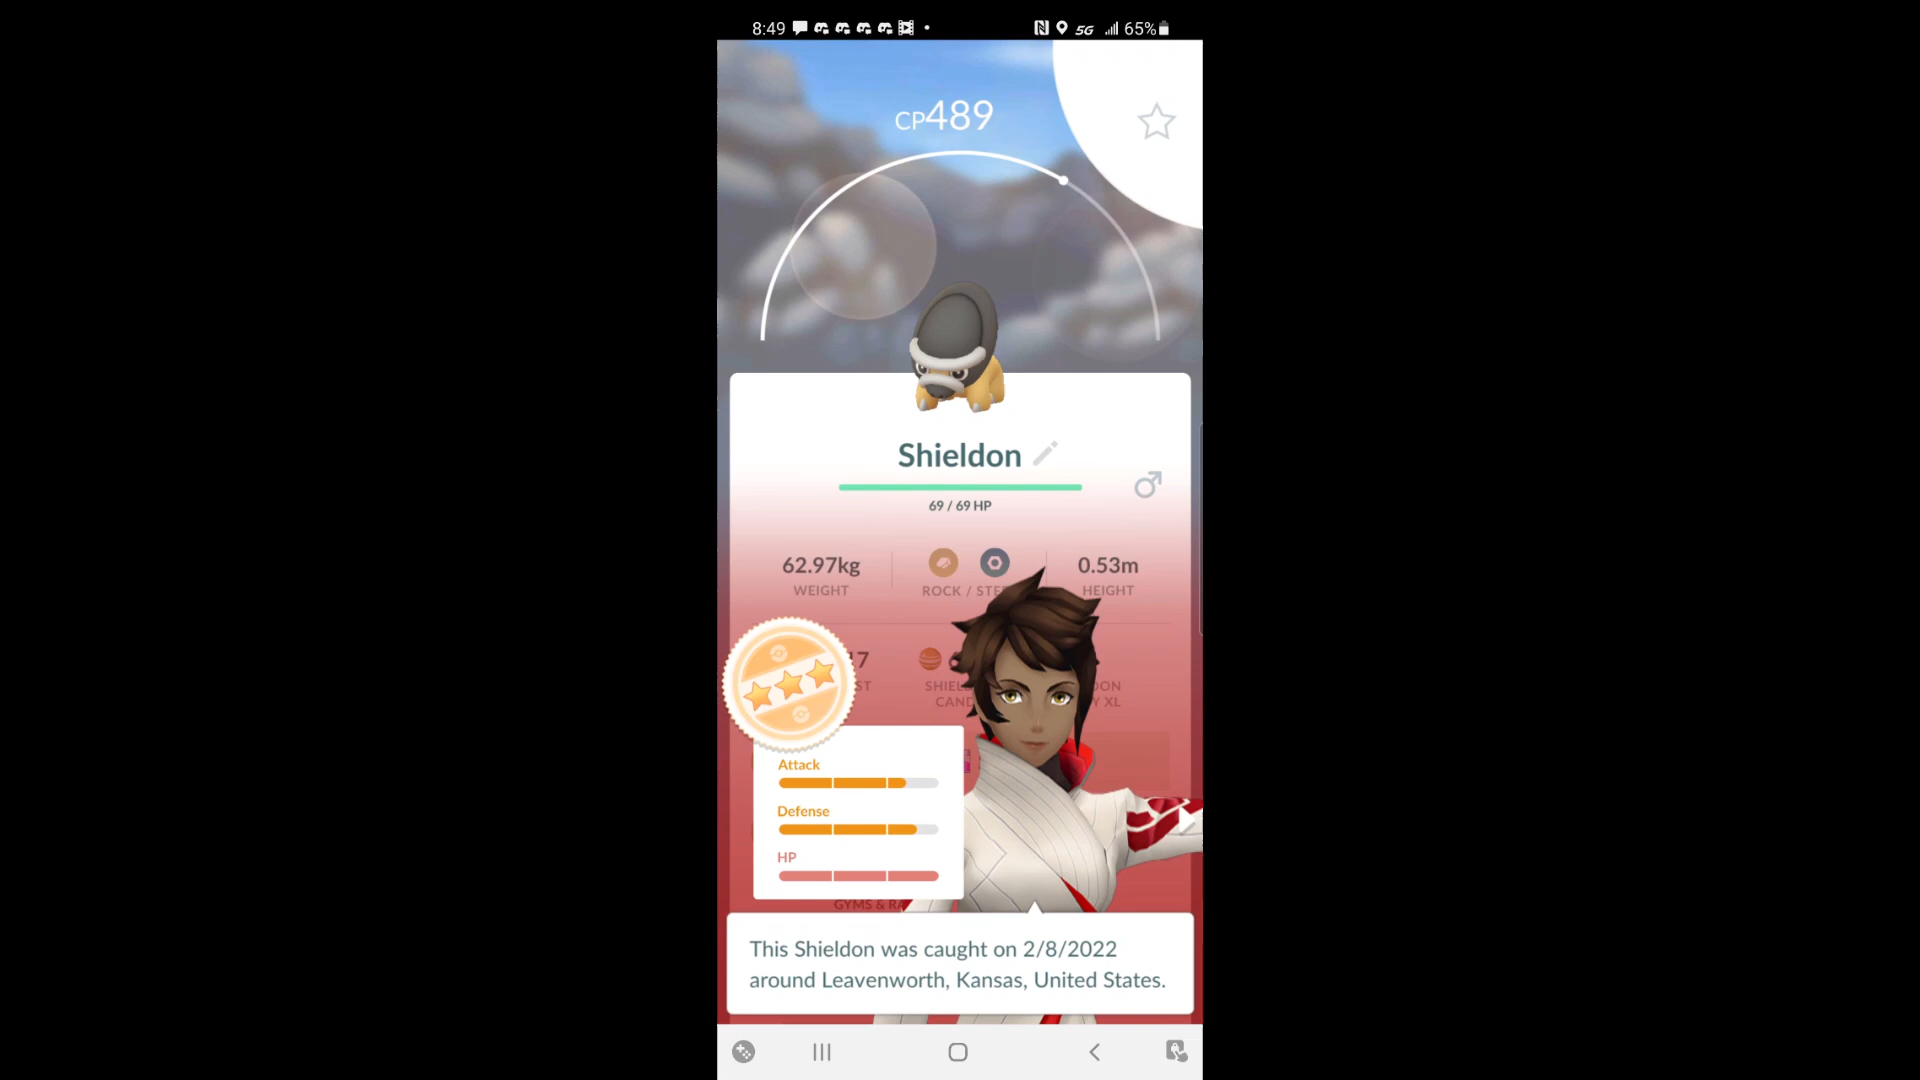 8:49 5G 65%
CP489
Shieldon
69 / 69 HP
62.97kg
WEIGHT
ROCK /
0.53m
HEIGHT
Attack
Defense
HP
GYMS &
This Shieldon was caught on 2/8/2022
around Leavenworth, Kansas, United States.